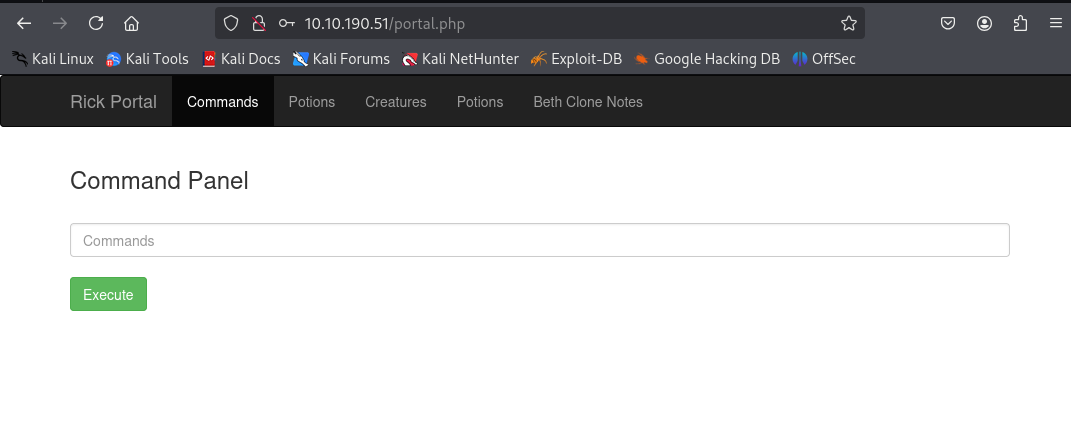 10.10.190.51/portal.php
Kali Linux Kali Tools Kali Docs Kali Forums Kali NetHunter Exploit-DB Google Hacking DB OffSec
Rick Portal Commands Potions Creatures Potions Beth Clone Notes
Command Panel
Commands
Execute